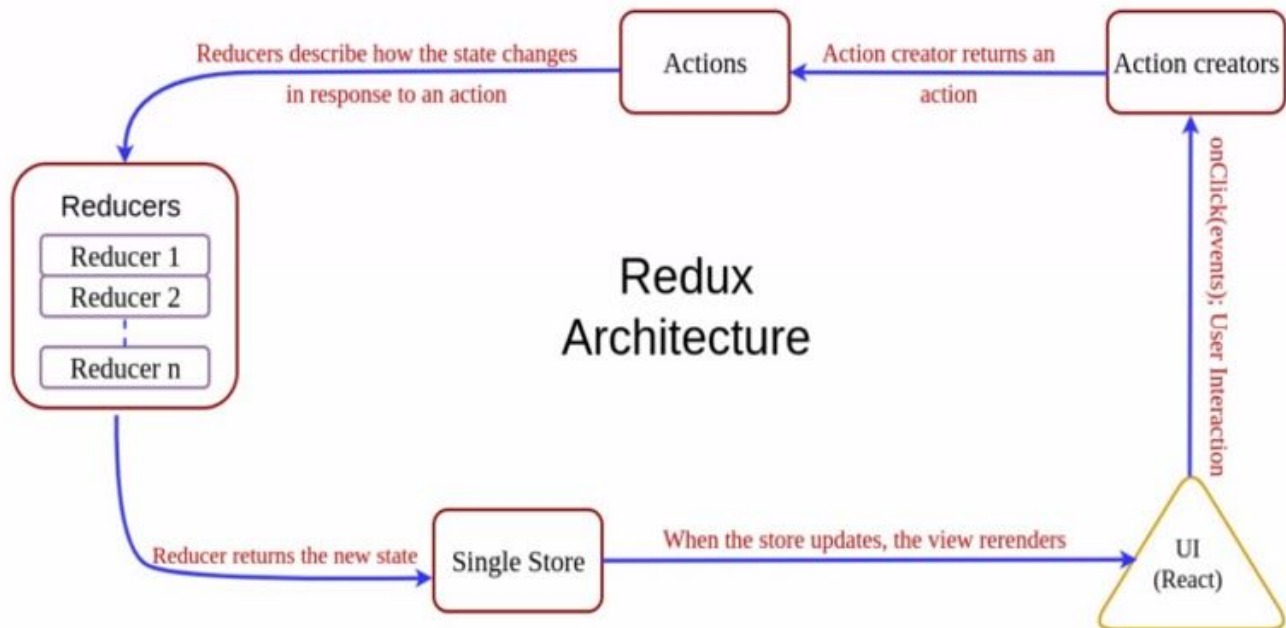 Reducers describe how the state changes
in response to an action
Actions
Action creator returns an
action
Action creators
onClick(events); User Interaction
Reducers
Reducer 1
Reducer 2
Reducer n
Redux
Architecture
Reducer returns the new state
Single Store
When the store updates, the view rerenders
UI
(React)